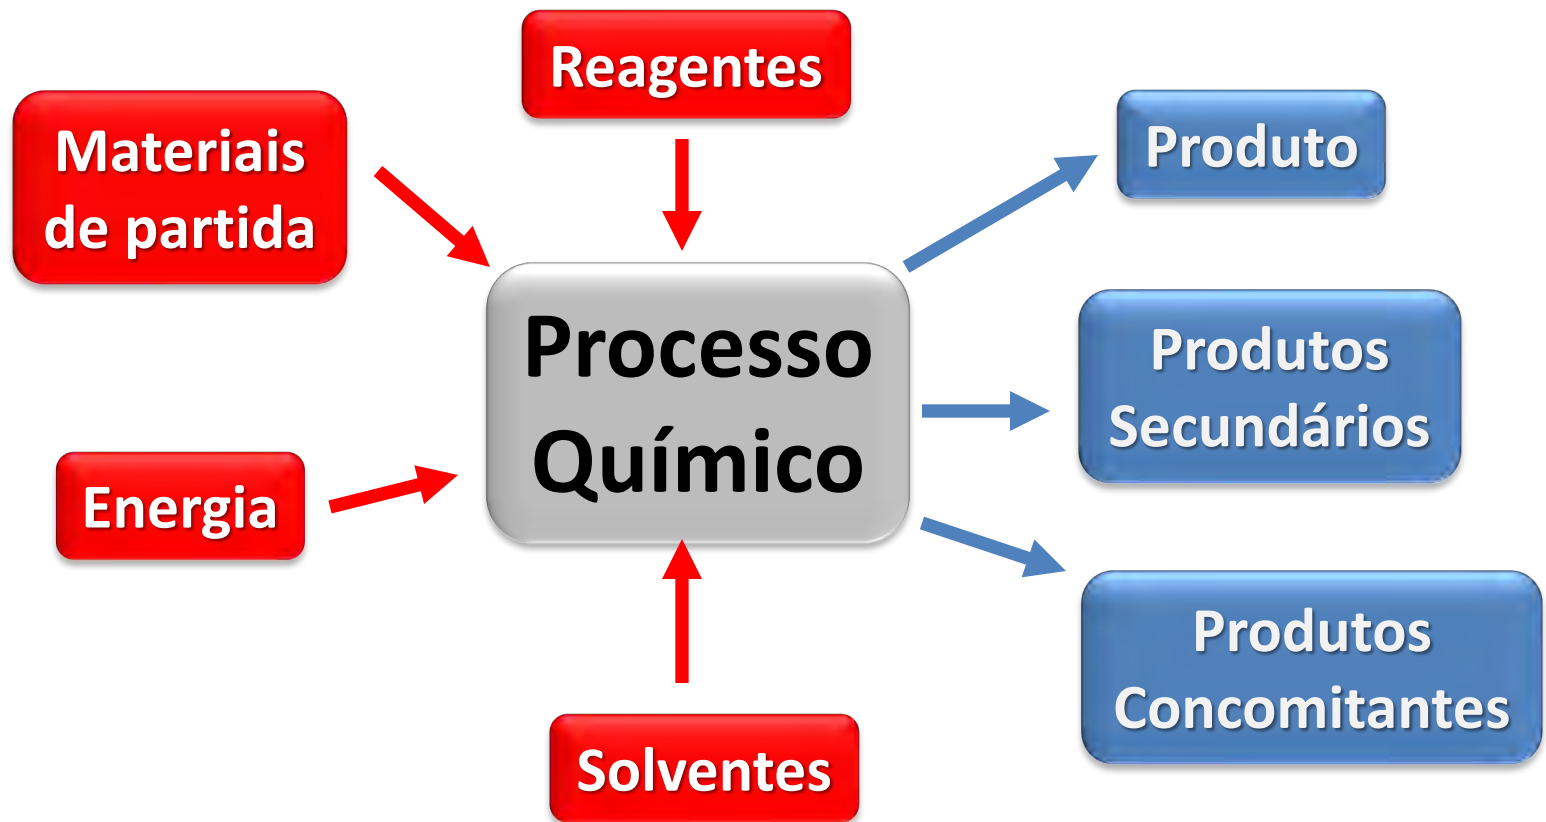 Reagentes
Materiais
de partida
Produto
Processo
Químico
Produtos
Secundários
Energia
Produtos
Concomitantes
Solventes